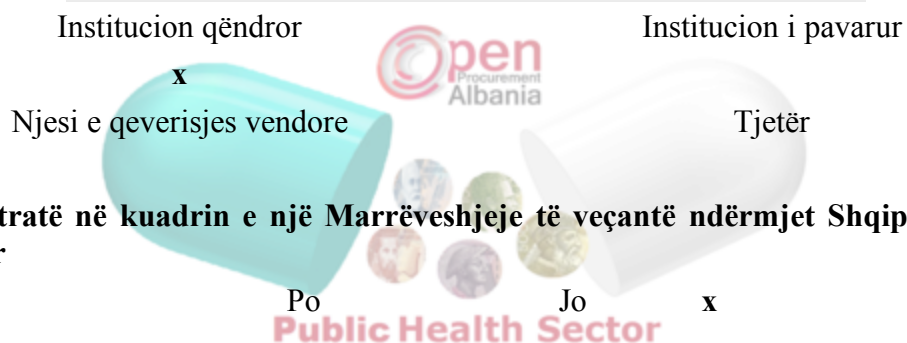 Institucion qëndror Institucion i pavarur
x
Njesi e qeverisjes vendore Tjetër
tratë në kuadrin e një Marrëveshjeje të veçantë ndërmjet Shqip
r
Po Jo x
Open
Procurement
Albania
Public Health Sector